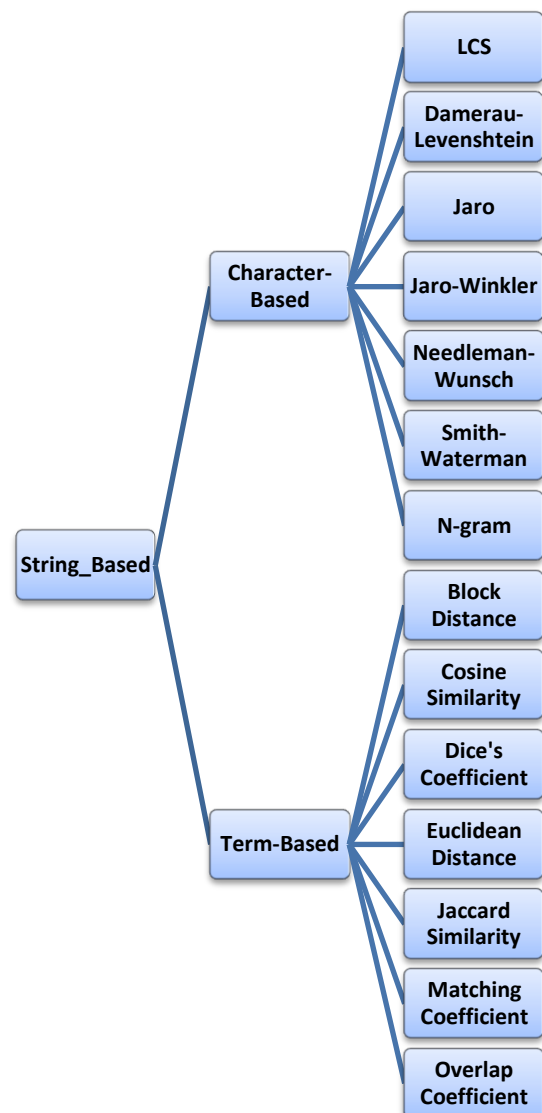 LCS
Damerau-
Levenshtein
Jaro
Character-
Based
Jaro-Winkler
Needleman-
Wunsch
Smith-
Waterman
N-gram
String_Based
Block
Distance
Cosine
Similarity
Dice's
Coefficient
Term-Based
Euclidean
Distance
Jaccard
Similarity
Matching
Coefficient
Overlap
Coefficient